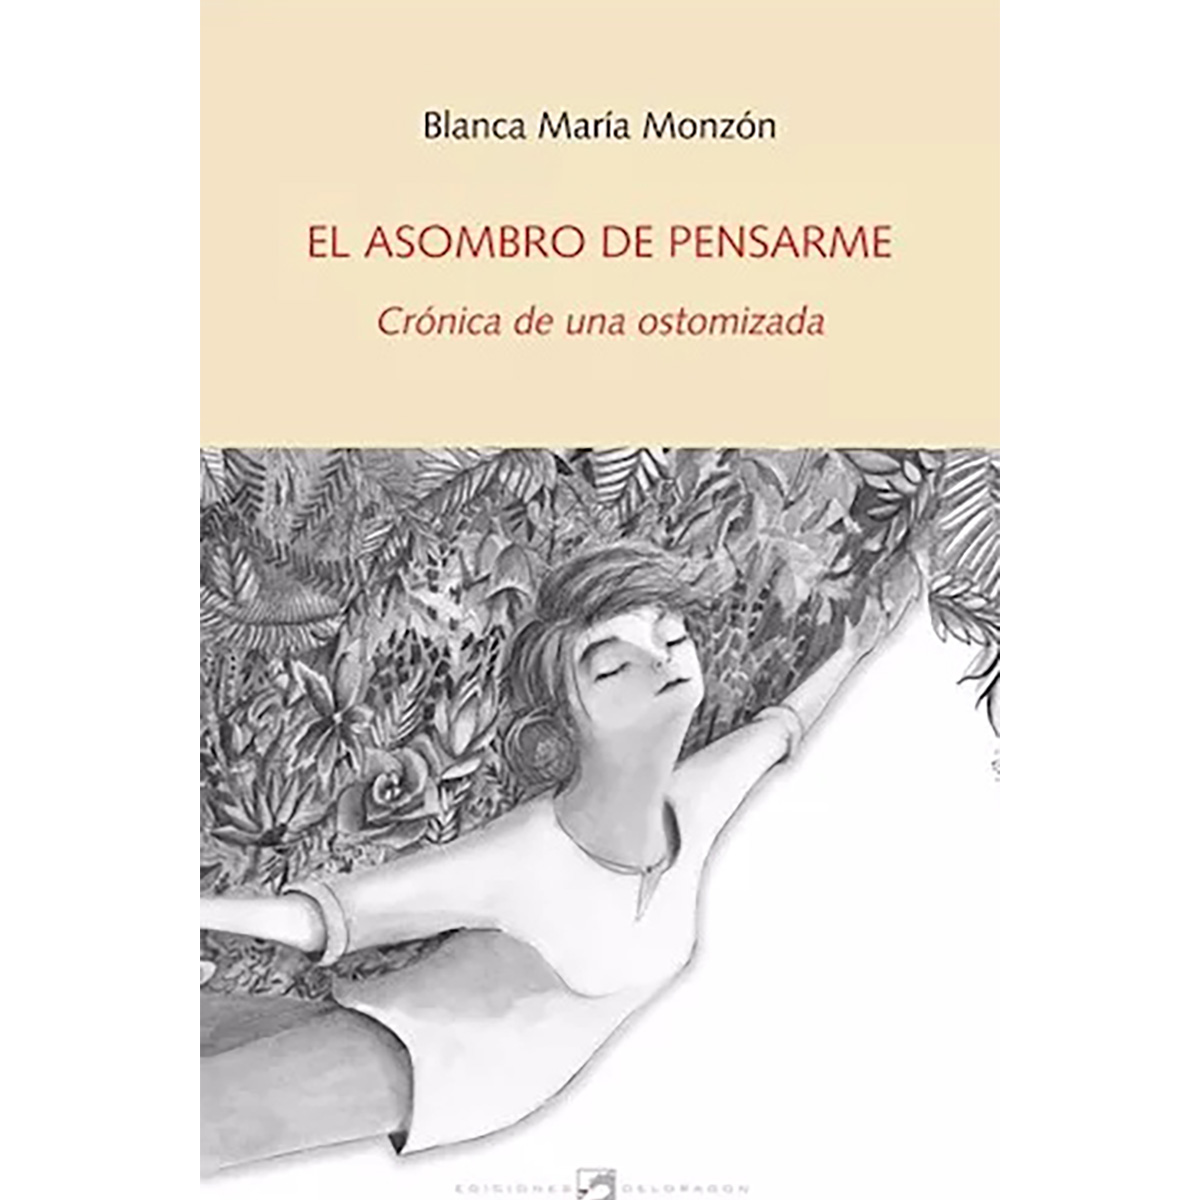 Blanca María Monzón
EL ASOMBRO DE PENSARME
Crónica de una ostomizada
EDICIONES DELDRAGÓN